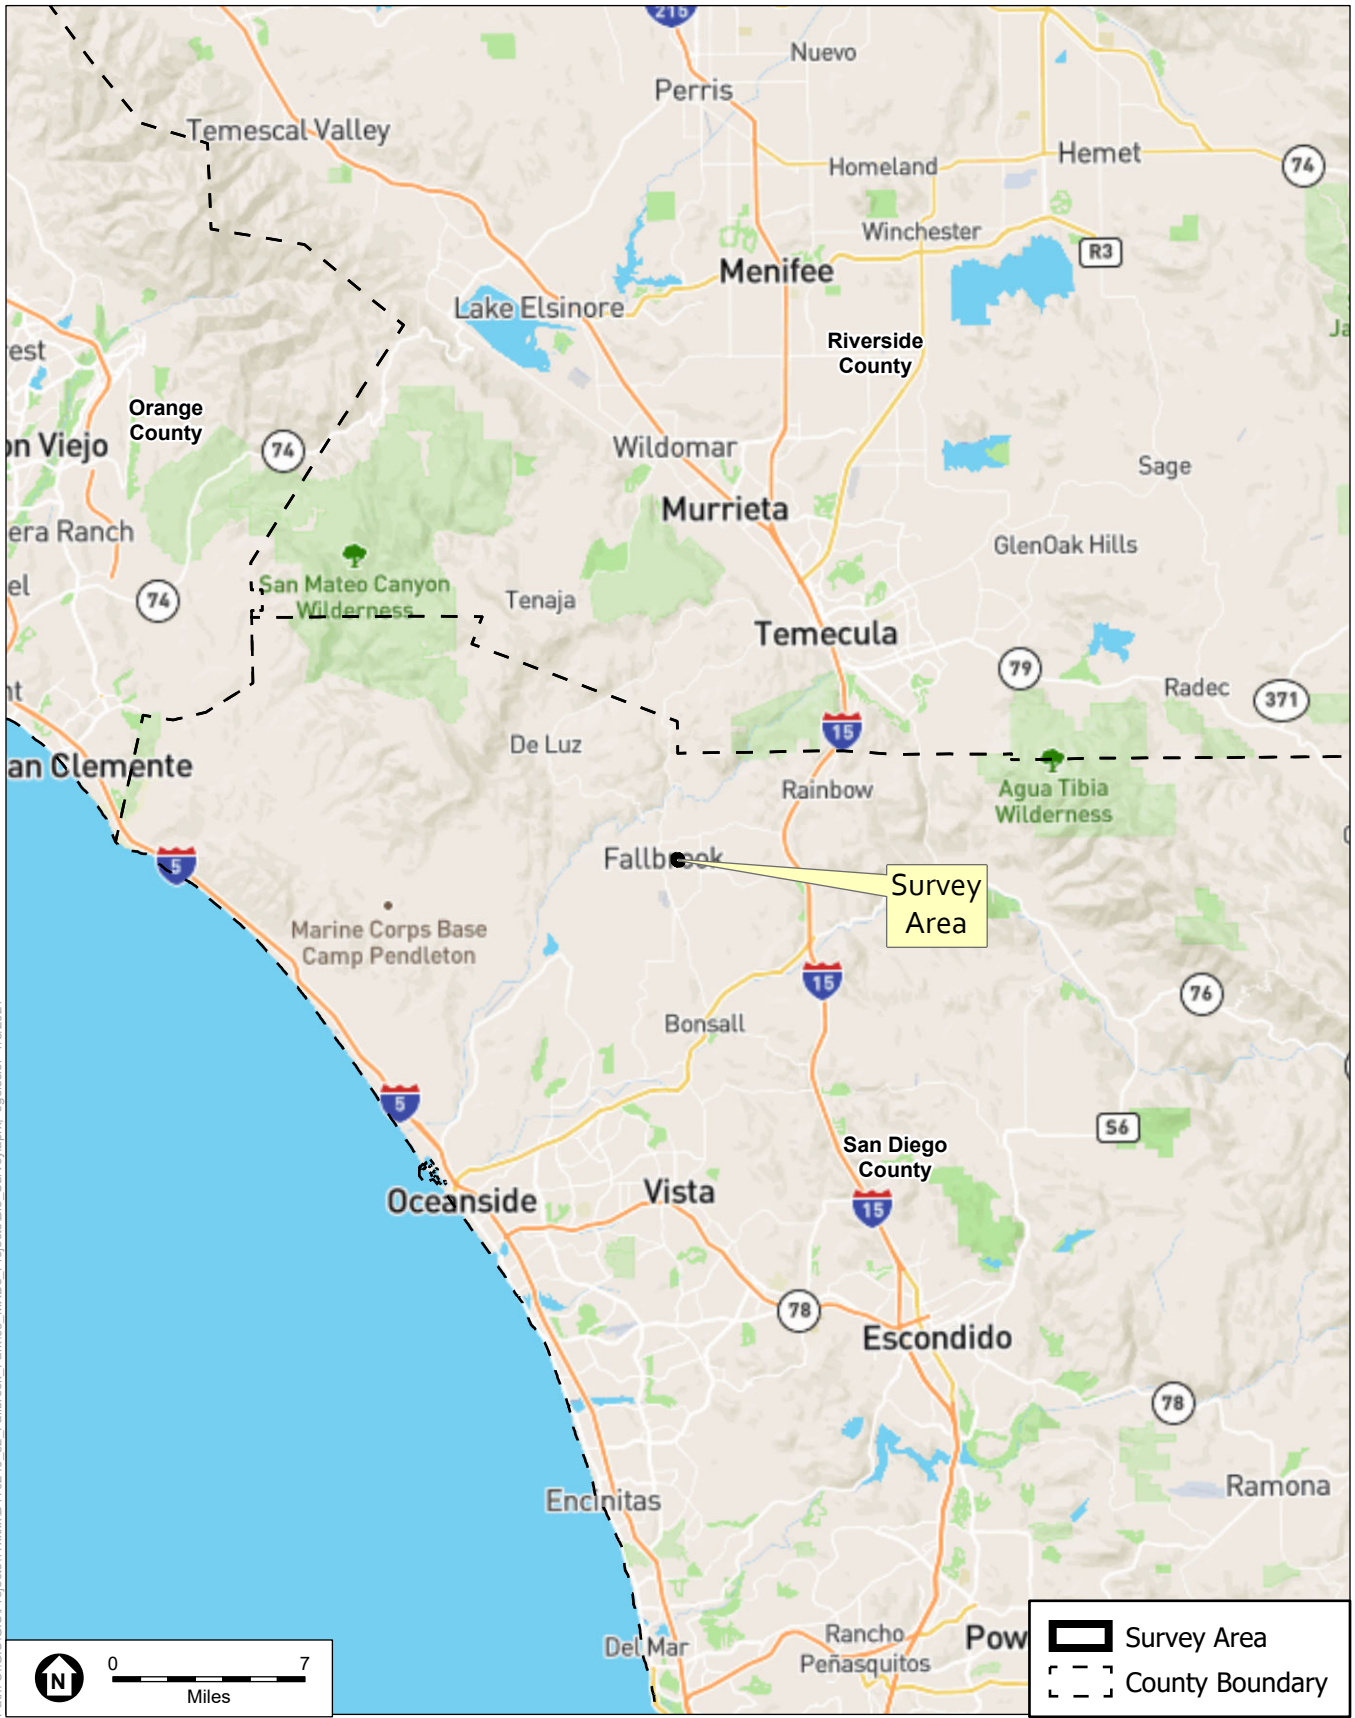 215
Nuevo
Perris
Temescal Valley
Homeland
Hemet
74
Winchester
R3
Menifee
Lake Elsinore
Riverside
County
Ja
est
Orange
County
on Viejo
74
Wildomar
Sage
Murrieta
era Ranch
GlenOak Hills
San Mateo Canyon
Wilderness
el
74
Tenaja
Temecula
79
Radec
371
nt
15
De Luz
an Clemente
Rainbow
Agua Tibia
Wilderness
5
Fallbrook
Survey
Area
Marine Corps Base
Camp Pendleton
15
76
Bonsall
5
S6
San Diego
County
Oceanside
Vista
15
78
Escondido
78
Ramona
Encinitas
Del Mar
Rancho
Peñasquitos
Pow
N
0 7
Miles
Survey Area
County Boundary